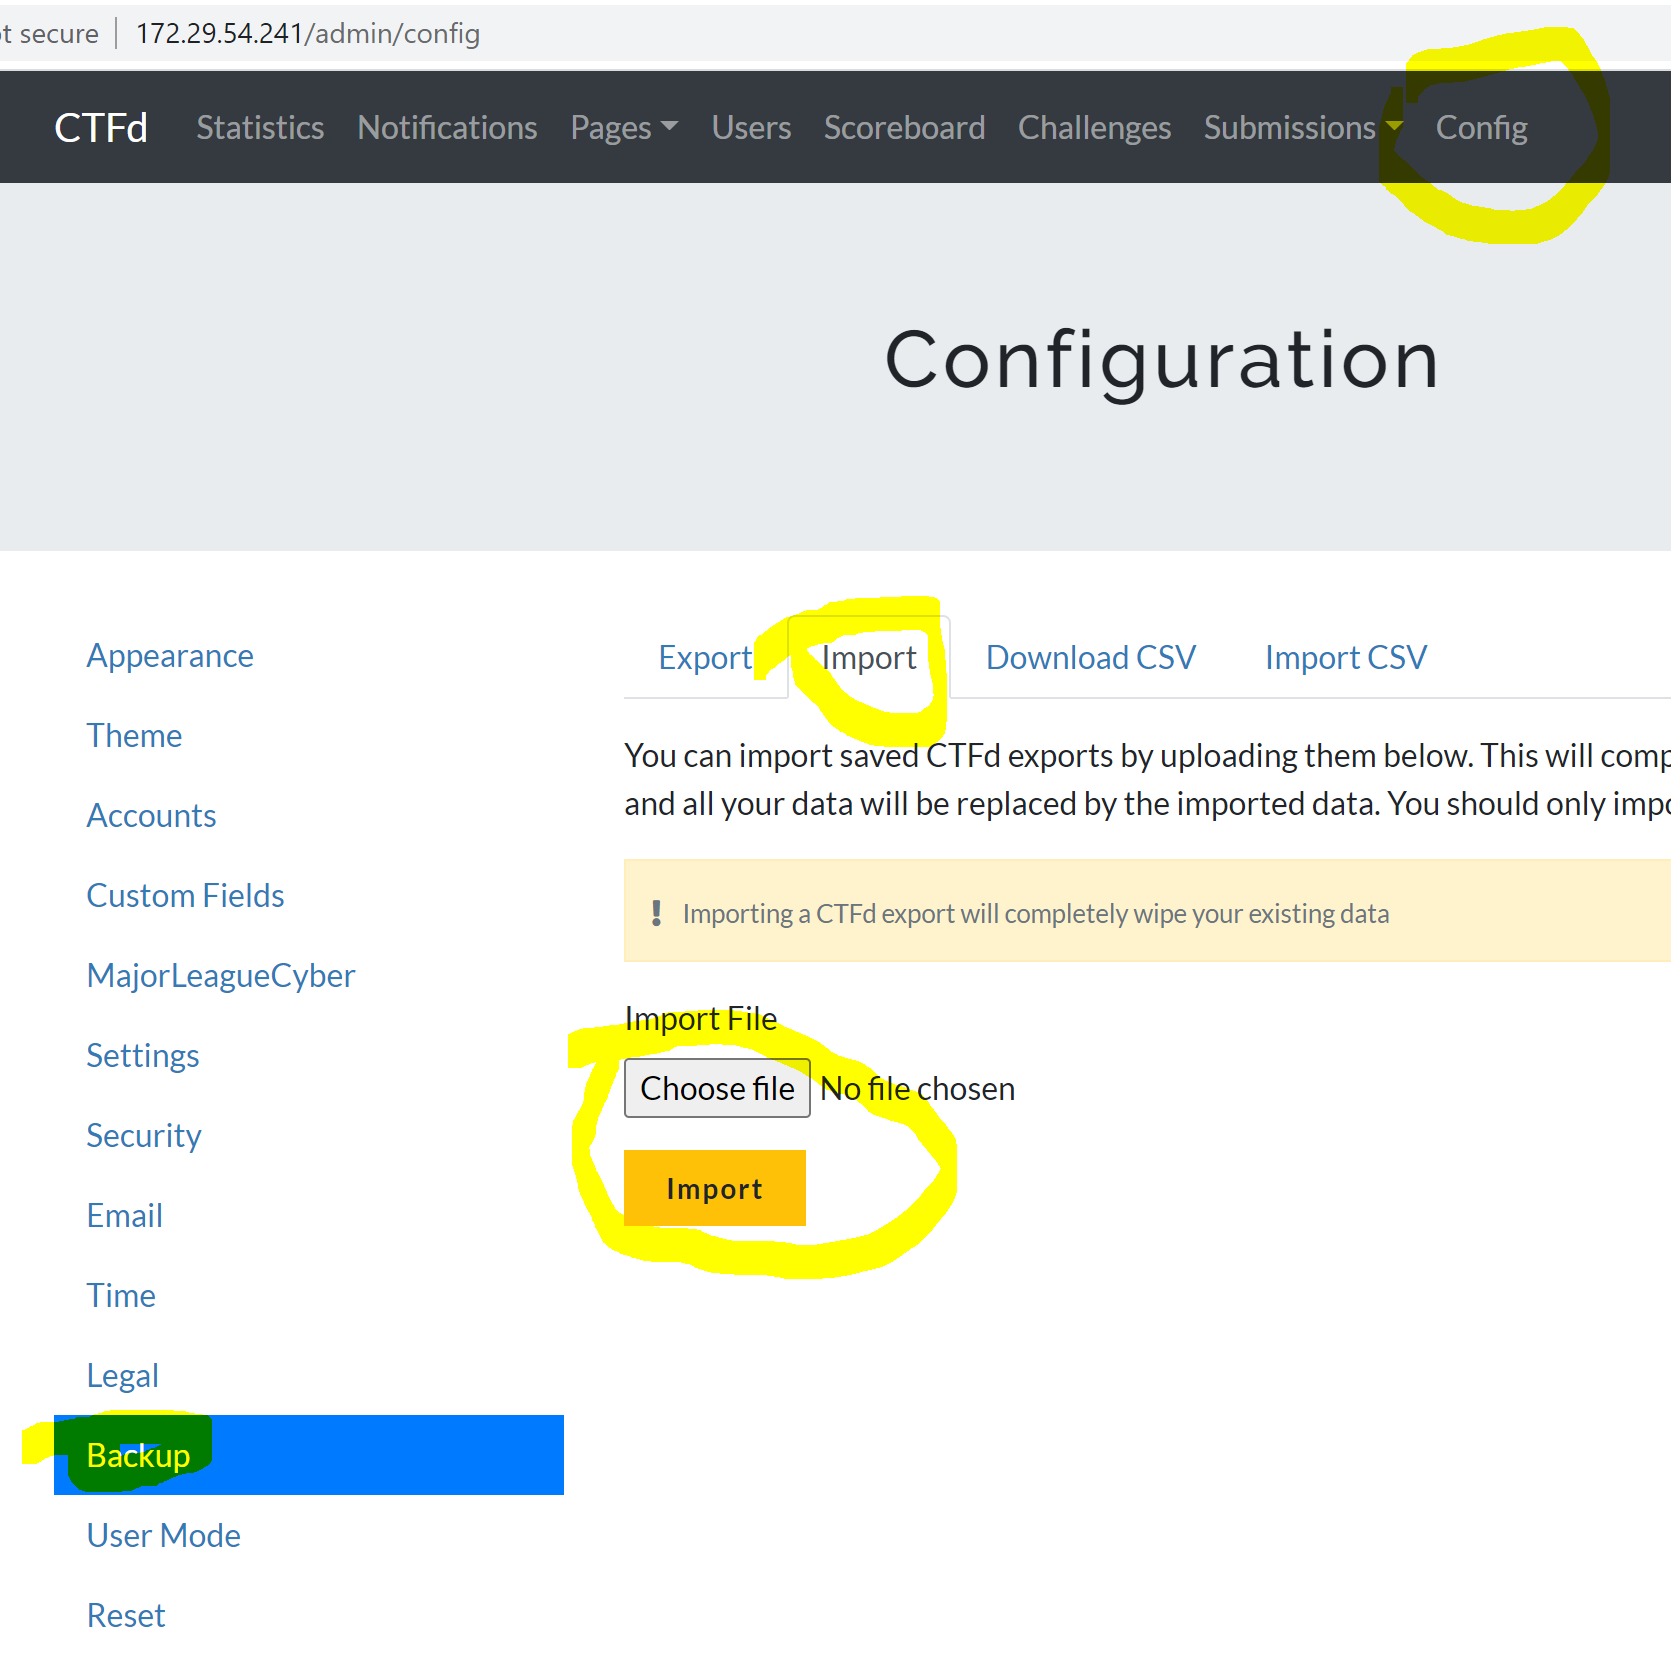 t secure 172.29.54.241/admin/config
CTFd Statistics Notifications Pages Users Scoreboard Challenges Submissions Config
Configuration
Appearance
Theme
Accounts
Custom Fields
MajorLeagueCyber
Settings
Security
Email
Time
Legal
Backup
User Mode
Reset
Export Import Download CSV Import CSV
You can import saved CTFd exports by uploading them below. This will comp
and all your data will be replaced by the imported data. You should only impo
Importing a CTFd export will completely wipe your existing data
Import File
Choose file No file chosen
Import